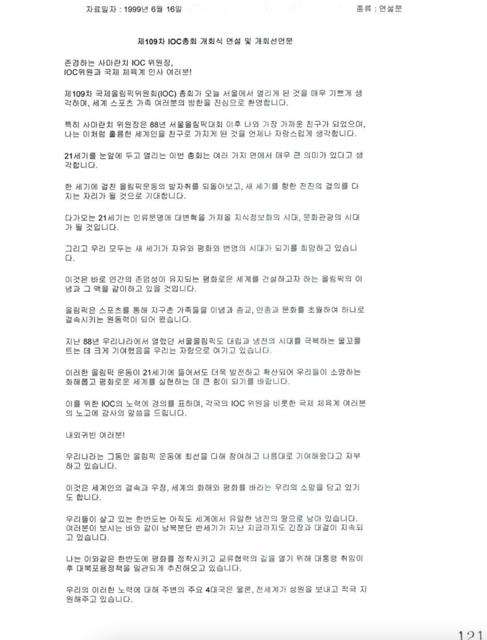 자료일자 : 1999년 6월 16일
종류 : 연설문
제109차 IOC총회 개회식 연설 및 개회선언문
존경하는 사마란치 IOC 위원장,
IOC위원과 국제 체육계 인사 여러분!
제109차 국제올림픽위원회(IOC) 총회가 오늘 서울에서 열리게 된 것을 매우 기쁘게 생
각하며, 세계 스포츠 가족 여러분의 방한을 진심으로 환영합니다.
특히 사마란치 위원장은 88년 서울올림픽대회 이후 나와 가장 가까운 친구가 되었으며,
나는 이처럼 훌륭한 세계인을 친구로 가지게 된 것을 언제나 자랑스럽게 생각합니다.
21세기를 눈앞에 두고 열리는 이번 총회는 여러 가지 면에서 매우 큰 의미가 있다고 생
각합니다.
한 세기에 걸친 올림픽운동의 발자취를 되돌아보고, 새 세기를 향한 전진의 결의를 다
지는 자리가 될 것으로 기대합니다.
다가오는 21세기는 인류문명에 대변혁을 가져올 지식정보화의 시대, 문화관광의 시대
가 될 것입니다.
그리고 우리 모두는 새 세기가 자유와 평화와 번영의 시대가 되기를 희망하고 있습니
다.
이것은 바로 인간의 존엄성이 유지되는 평화로운 세계를 건설하고자 하는 올림픽의 이
념과 그 맥을 같이하고 있을 것입니다.
올림픽은 스포츠를 통해 지구촌 가족들을 이념과 종교, 인종과 문화를 초월하여 하나로
결속시키는 원동력이 되어 왔습니다.
지난 88년 우리나라에서 열렸던 서울올림픽도 대립과 냉전의 시대를 극복하는 물꼬를
트는 데 크게 기여했음을 우리는 자랑으로 여기고 있습니다.
이러한 올림픽 운동이 21세기에 들어서도 더욱 발전하고 확산되어 우리들이 소망하는
화해롭고 평화로운 세계를 실현하는 데 큰 힘이 되기를 바랍니다.
이를 위한 IOC의 노력에 경의를 표하며, 각국의 IOC 위원을 비롯한 국제 체육계 여러분
의 노고에 감사의 말씀을 드립니다.
내외귀빈 여러분!
우리나라는 그동안 올림픽 운동에 최선을 다해 참여하고 나름대로 기여해왔다고 자부
하고 있습니다.
이것은 세계인의 결속과 우정, 세계의 화해와 평화를 바라는 우리의 소망을 담고 있기
도 합니다.
우리들이 살고 있는 한반도는 아직도 세계에서 유일한 냉전의 땅으로 남아 있습니다.
여러분이 보시는 바와 같이 남북분단 반세기가 지난 지금까지도 긴장과 대결이 지속되
고 있습니다.
나는 이와같은 한반도에 평화를 정착시키고 교류협력의 길을 열기 위해 대통령 취임이
후 대북포용정책을 일관되게 추진해오고 있습니다.
우리의 이러한 노력에 대해 주변의 주요 4대국은 물론, 전세계가 성원을 보내고 적극 지
원해주고 있습니다.
121